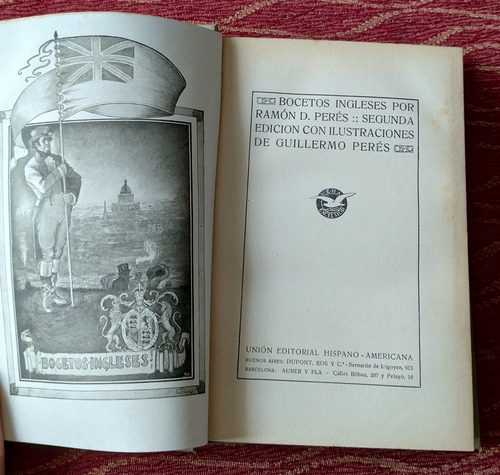 BOCETOS INGLESES
BOCETOS INGLESES POR
RAMÓN D. PERÉS :: SEGUNDA
EDICION CON ILUSTRACIONES
DE GUILLERMO PERÉS
UNIÓN EDITORIAL HISPANO-AMERICANA
BUENOS AIRES: DUPONT, ROS Y Cª.-Bernardo de Irigoyen, 613
BARCELONA: AUBER Y PLA - Calles Bilbao, 207 y Pelayo, 18